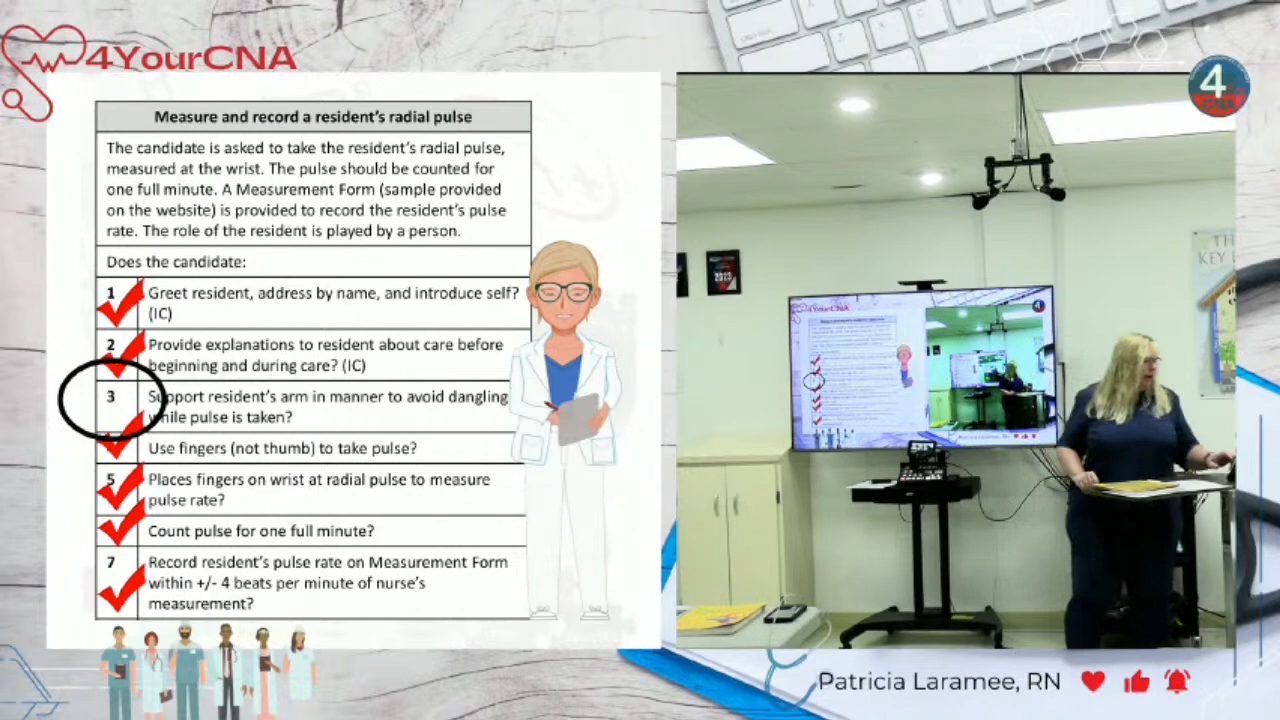 4YourCNA
4
CNA
Measure and record a resident's radial pulse
The candidate is asked to take the resident's radial pulse,
measured at the wrist. The pulse should be counted for
one full minute. A Measurement Form (sample provided
on the website) is provided to record the resident's pulse
rate. The role of the resident is played by a person.
Does the candidate:
1 Greet resident, address by name, and introduce self?
(IC)
2 Provide explanations to resident about care before
beginning and during care? (IC)
3 Support resident's arm in manner to avoid dangling
while pulse is taken?
Use fingers (not thumb) to take pulse?
5 Places fingers on wrist at radial pulse to measure
pulse rate?
Count pulse for one full minute?
7 Record resident's pulse rate on Measurement Form
within +/- 4 beats per minute of nurse's
measurement?
2023
TH
KEY
4YourCNA
Patricia Laramee, RN